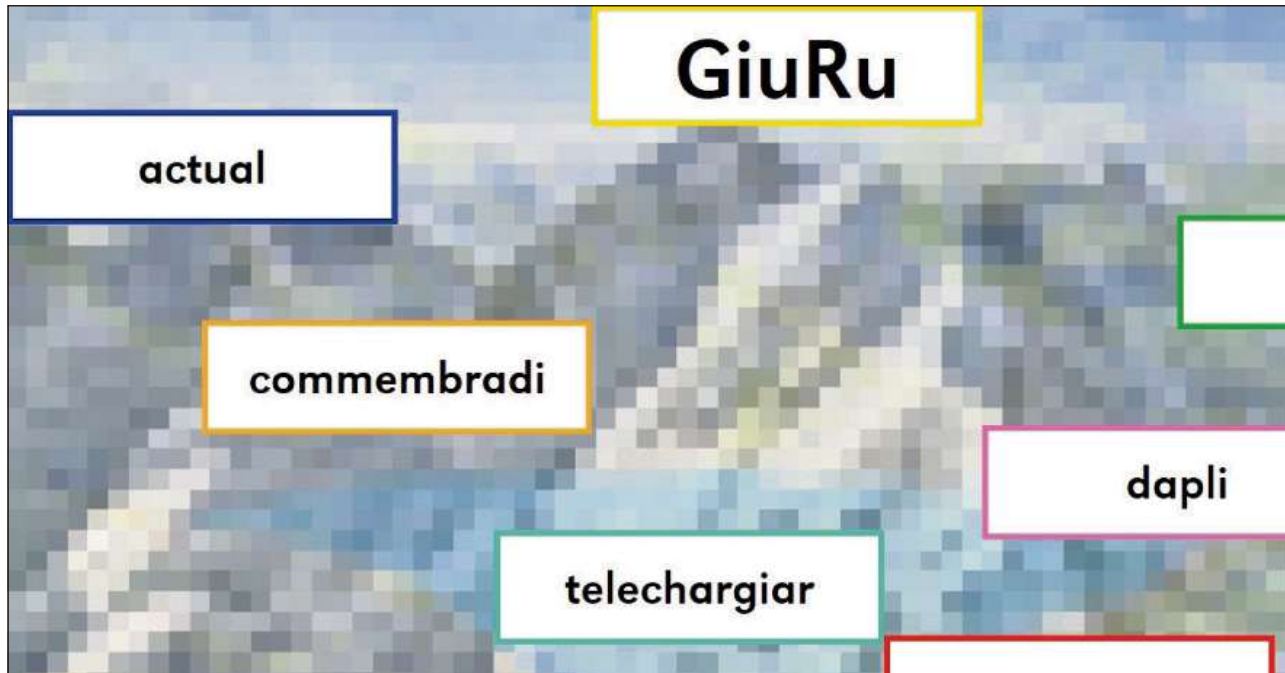 GiuRu
actual
commembradi
dapli
telechargiar